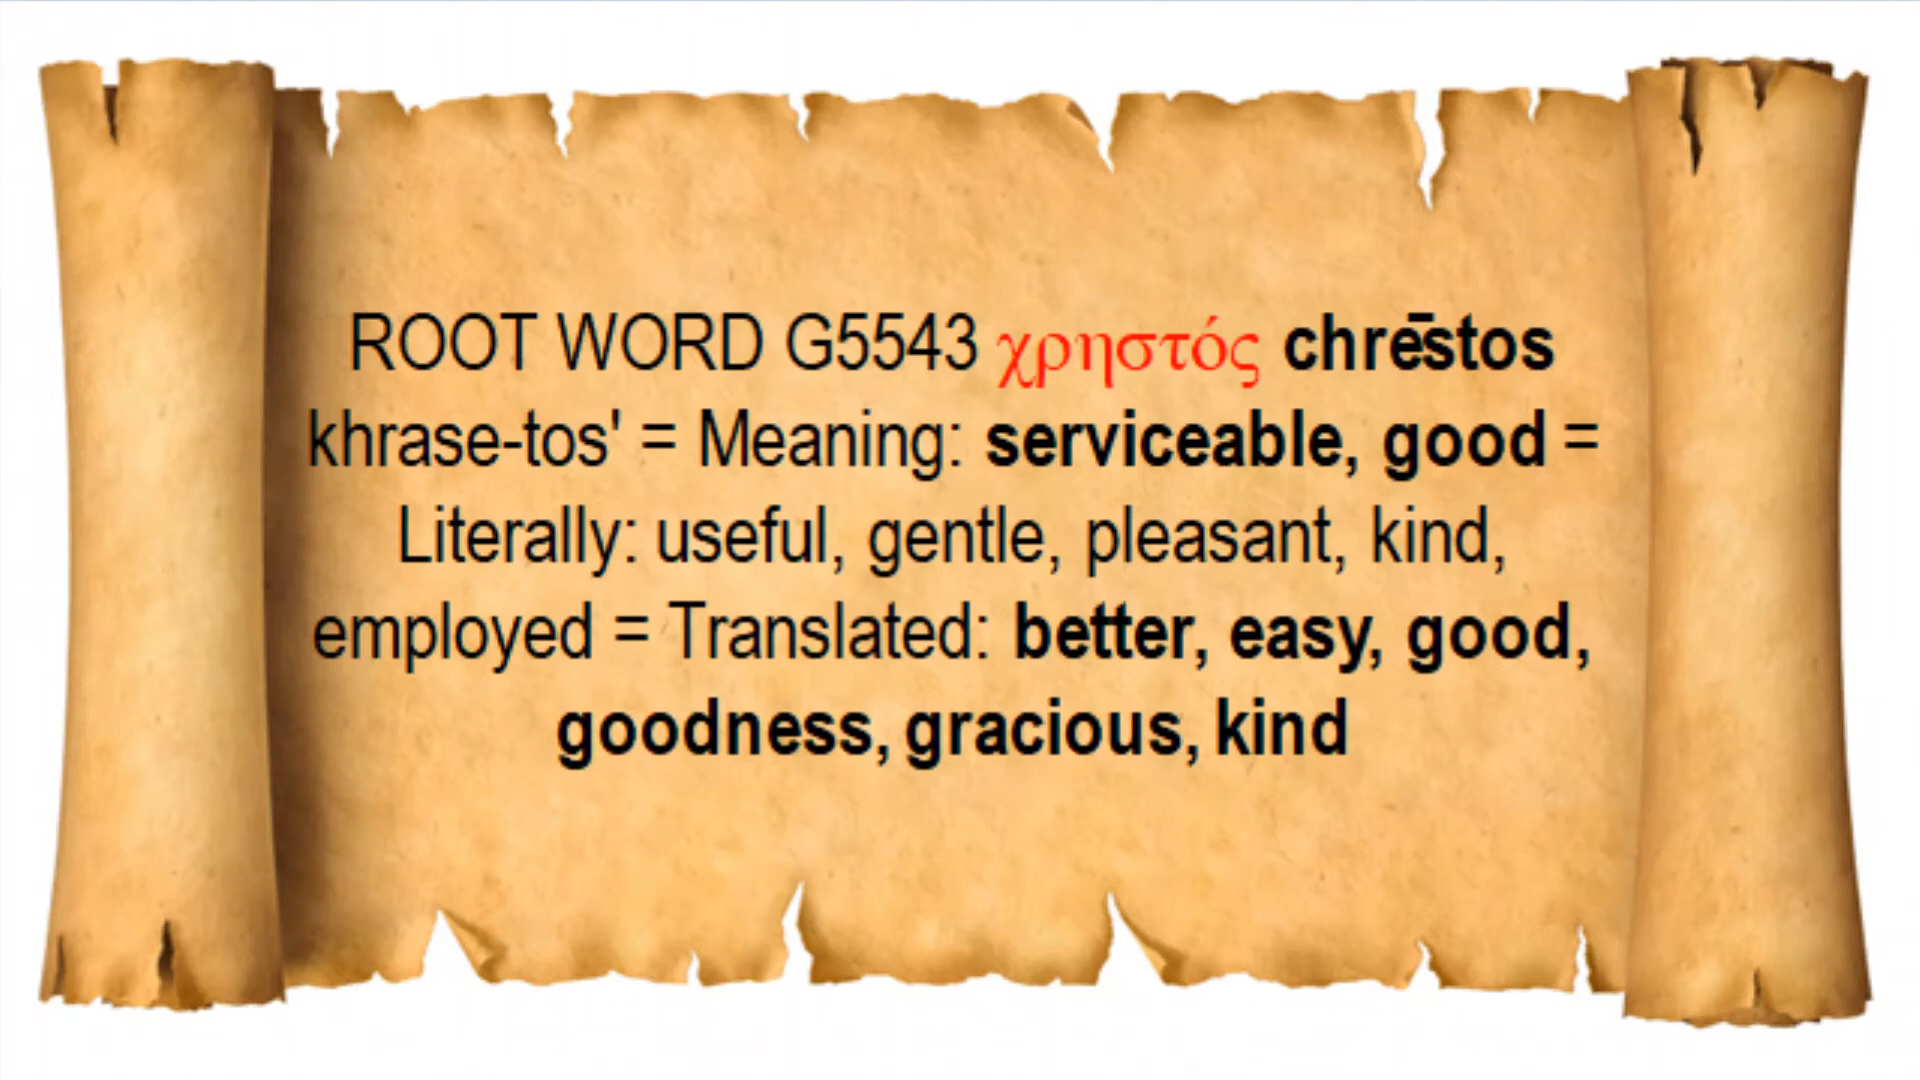 ROOT WORD G5543 χρηστός chrēstos
khrase-tos' = Meaning: serviceable, good =
Literally: useful, gentle, pleasant, kind,
employed = Translated: better, easy, good,
goodness, gracious, kind